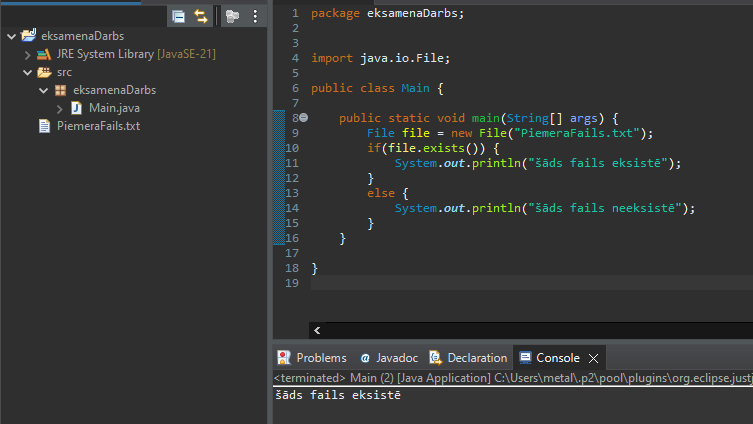 eksamenaDarbs
JRE System Library [JavaSE-21]
src
eksamenaDarbs
Main.java
PiemeraFails.txt
1 package eksamenaDarbs;
2
3
4 import java.io.File;
5
6 public class Main {
7
8 public static void main(String[] args) {
9 File file = new File("PiemeraFails.txt");
10 if(file.exists()) {
11 System.out.println("šāds fails eksistē");
12 }
13 else {
14 System.out.println("šāds fails neeksistē");
15 }
16 }
17
18 }
19
Problems @ Javadoc Declaration Console
<terminated> Main (2) [Java Application] C:\Users\metal\.p2\pool\plugins\org.eclipse.justj
šāds fails eksistē